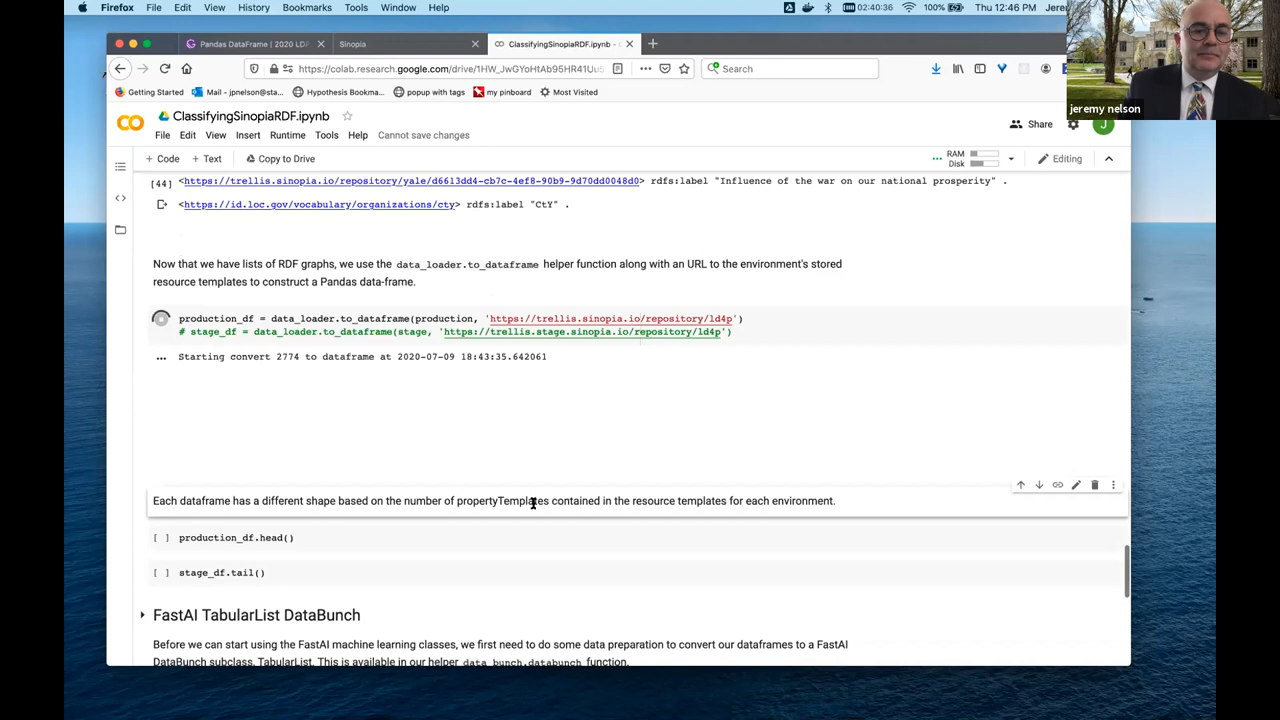 Firefox File Edit View History Bookmarks Tools Window Help 02:40:36 100% Thu 12:46 PM Jere
Pandas DataFrame | 2020 LDP Sinopia ClassifyingSinopiaRDF.ipynb -
https://colab.research.google.com/drive/ Search
Getting Started Mail - jpnelson@sta... Hypothesis Bookma... popup with tags my pinboard Most Visited
jeremy nelson
ClassifyingSinopiaRDF.ipynb
File Edit View Insert Runtime Tools Help Cannot save changes Share J
+ Code + Text Copy to Drive RAM Disk Editing
[44] <https://trellis.sinopia.io/repository/yale/d6613dd4-cb7c-4ef8-90b9-9d70dd0048d0> rdfs:label "Influence of the war on our national prosperity" .
<https://id.loc.gov/vocabulary/organizations/cty> rdfs:label "CtY" .
Now that we have lists of RDF graphs, we use the data_loader.to_dataframe helper function along with an URL to the environment's stored
resource templates to construct a Pandas data-frame.
production_df = data_loader.to_dataframe(production, 'https://trellis.sinopia.io/repository/ld4p')
# stage_df = data_loader.to_dataframe(stage, 'https://trellis.stage.sinopia.io/repository/ld4p')
... Starting convert 2774 to dataframe at 2020-07-09 18:43:35.642061
Each dataframe has a different shape based on the number of propertyTemplates contained in the resource templates for each environment.
[ ] production_df.head()
[ ] stage_df.tail()
FastAI TabularList DataBunch
Before we can start using the FastAI machine learning classes, we first need to do some data preparation to convert our dataframes to a FastAI
DataBunch subclass, TabularList. This is available in our helper data_bunch.databunch function.